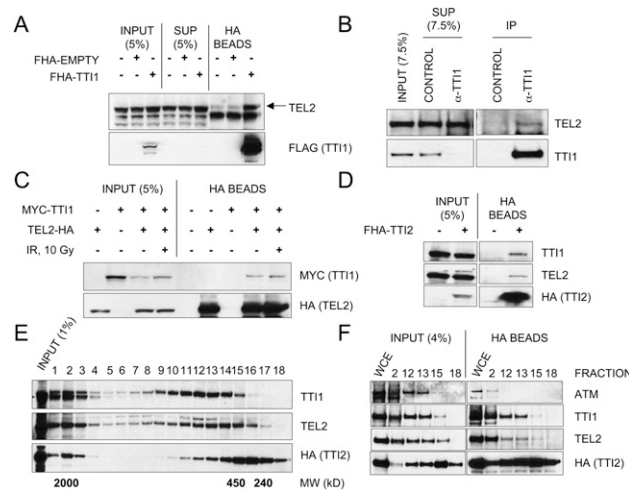 A
INPUT (5%) SUP (5%) HA BEADS
FHA-EMPTY - + - - + - - + -
FHA-TTI1 - - + - - + - - +
TEL2
FLAG (TTI1)
B
SUP (7.5%) IP
INPUT (7.5%) CONTROL α-TTI1 CONTROL α-TTI1
TEL2
TTI1
C
INPUT (5%) HA BEADS
MYC-TTI1 - + + + - - + + +
TEL2-HA + - + + - + - + +
IR, 10 Gy - - - + - - - - +
MYC (TTI1)
HA (TEL2)
D
INPUT (5%) HA BEADS
FHA-TTI2 - + - +
TTI1
TEL2
HA (TTI2)
E
INPUT (1%)
1 2 3 4 5 6 7 8 9 10 11 12 13 14 15 16 17 18
TTI1
TEL2
HA (TTI2)
2000 450 240 MW (kD)
F
INPUT (4%) HA BEADS
WCE 2 12 13 15 18 WCE 2 12 13 15 18 FRACTION
ATM
TTI1
TEL2
HA (TTI2)